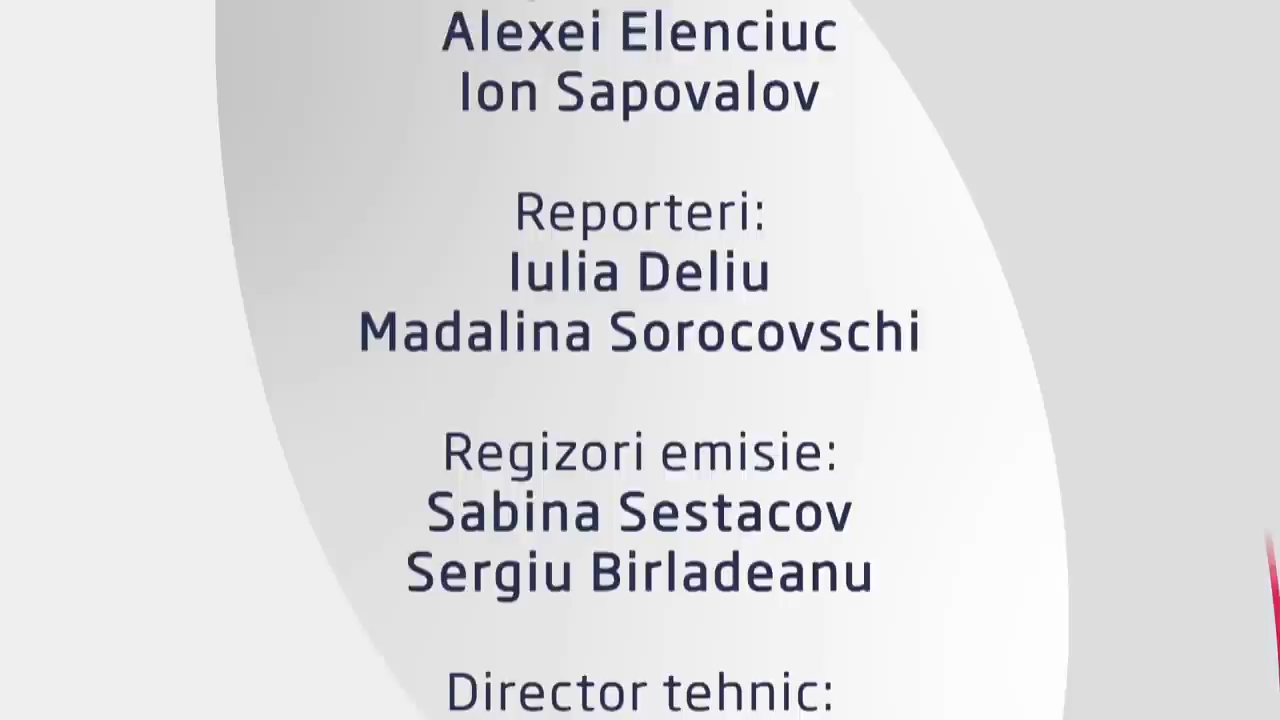 Alexei Elenciuc
Ion Sapovalov
Reporteri:
Iulia Deliu
Madalina Sorocovschi
Regizori emisie:
Sabina Sestacov
Sergiu Birladeanu
Director tehnic: